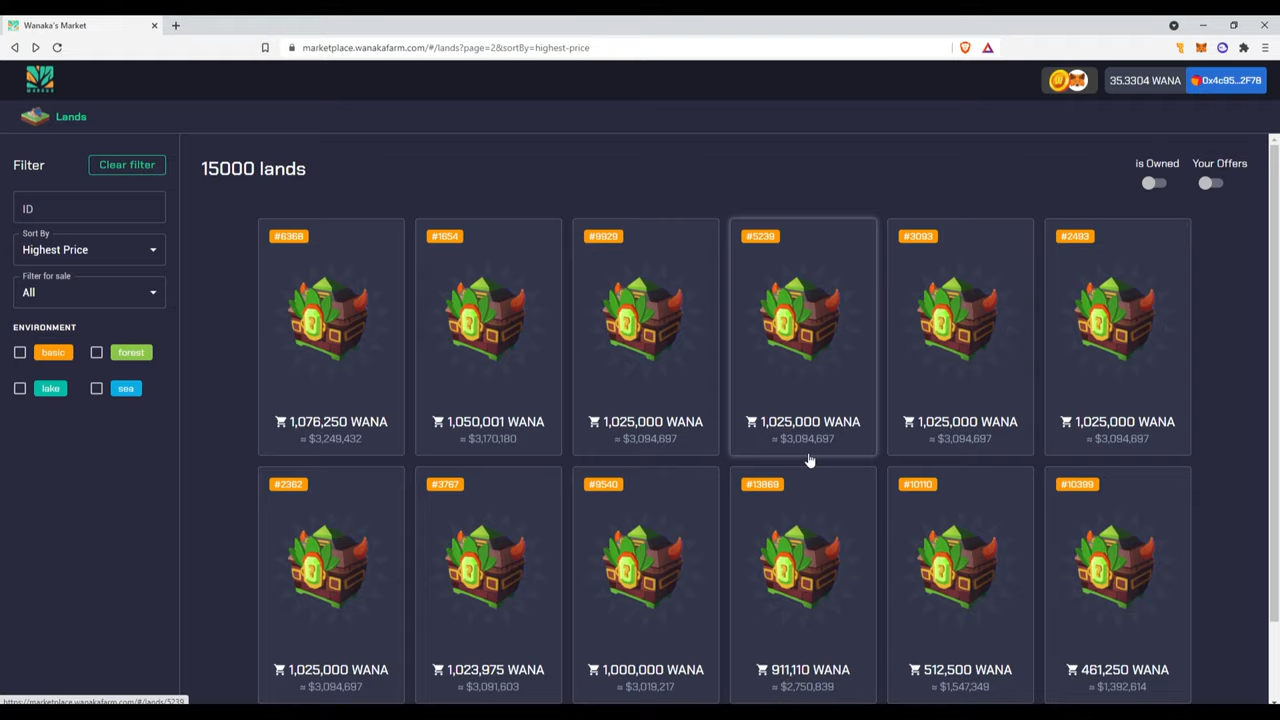 Wanaka's Market
marketplace.wanakafarm.com/#/lands?page=2&sortBy=highest-price
WANAKA
35.3304 WANA
0x4c95...2F78
Lands
Filter
Clear filter
15000 lands
is Owned
Your Offers
ID
Sort By
Highest Price
Filter for sale
All
ENVIRONMENT
basic
forest
lake
sea
#6368
#1654
#9929
#5239
#3093
#2493
1,076,250 WANA
1,050,001 WANA
1,025,000 WANA
1,025,000 WANA
1,025,000 WANA
1,025,000 WANA
≈ $3,249,432
≈ $3,170,180
≈ $3,094,697
≈ $3,094,697
≈ $3,094,697
≈ $3,094,697
#2362
#3767
#9540
#13869
#10110
#10399
1,025,000 WANA
1,023,975 WANA
1,000,000 WANA
911,110 WANA
512,500 WANA
461,250 WANA
≈ $3,094,697
≈ $3,091,603
≈ $3,019,217
≈ $2,750,839
≈ $1,547,349
≈ $1,392,614
https://marketplace.wanakafarm.com/#/lands/5239